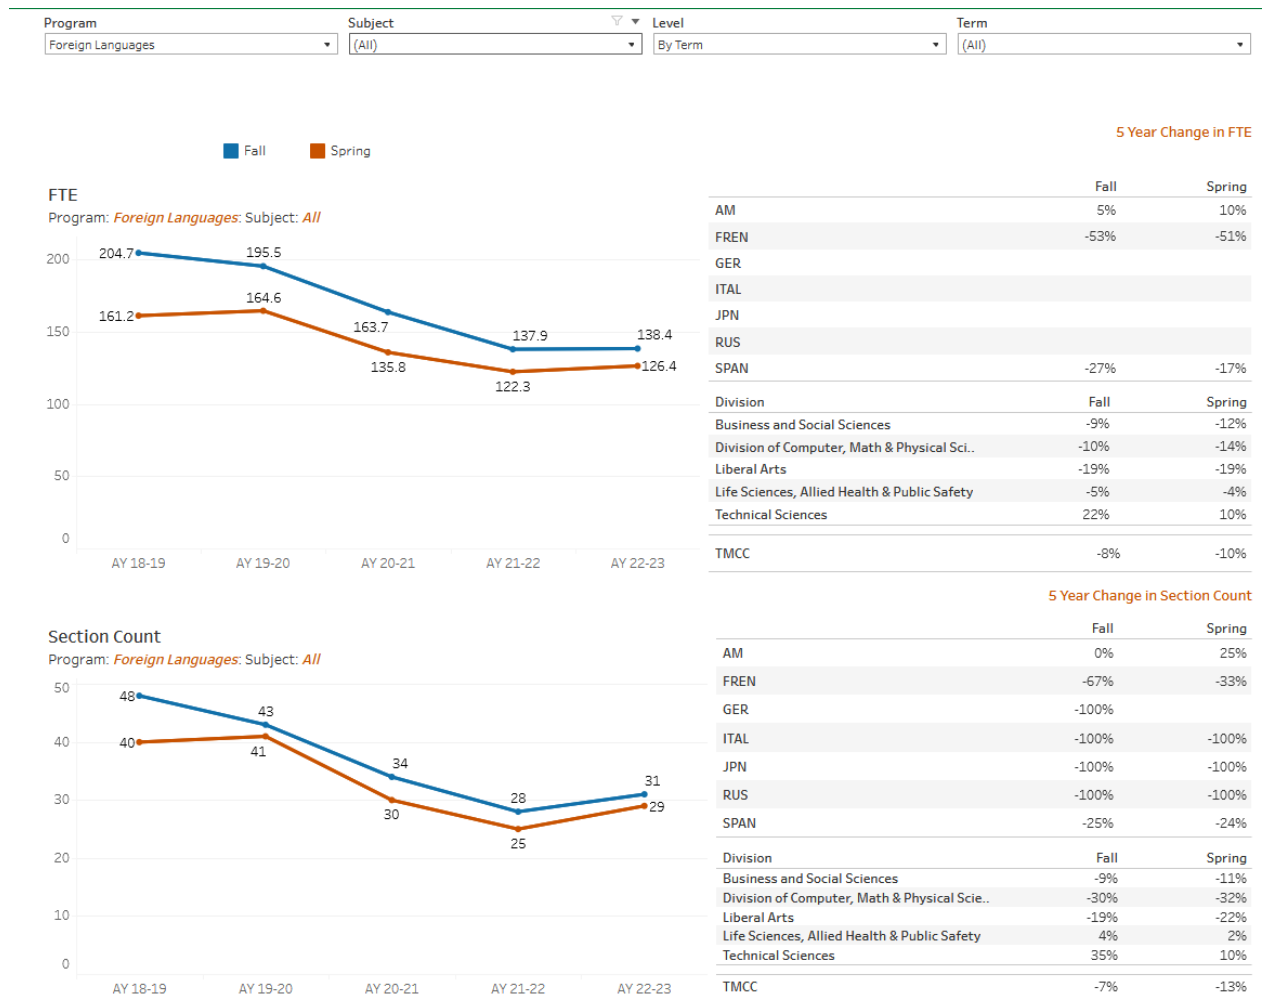 Program Subject Level Term
Foreign Languages (All) By Term (All)
5 Year Change in FTE
Fall Spring
FTE
Program: Foreign Languages: Subject: All
200
150
100
50
0
204.7 195.5 163.7 137.9 138.4
161.2 164.6 135.8 122.3 126.4
AY 18-19 AY 19-20 AY 20-21 AY 21-22 AY 22-23
Fall Spring
AM 5% 10%
FREN -53% -51%
GER
ITAL
JPN
RUS
SPAN -27% -17%
Division Fall Spring
Business and Social Sciences -9% -12%
Division of Computer, Math & Physical Sci.. -10% -14%
Liberal Arts -19% -19%
Life Sciences, Allied Health & Public Safety -5% -4%
Technical Sciences 22% 10%
TMCC -8% -10%
5 Year Change in Section Count
Section Count
Program: Foreign Languages: Subject: All
50
40
30
20
10
0
48 43 34 28 31
40 41 30 25 29
AY 18-19 AY 19-20 AY 20-21 AY 21-22 AY 22-23
Fall Spring
AM 0% 25%
FREN -67% -33%
GER -100%
ITAL -100% -100%
JPN -100% -100%
RUS -100% -100%
SPAN -25% -24%
Division Fall Spring
Business and Social Sciences -9% -11%
Division of Computer, Math & Physical Scie.. -30% -32%
Liberal Arts -19% -22%
Life Sciences, Allied Health & Public Safety 4% 2%
Technical Sciences 35% 10%
TMCC -7% -13%